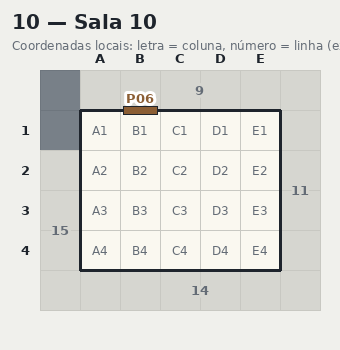 10 — Sala 10
Coordenadas locais: letra = coluna, número = linha (e
A B C D E
9
P06
1 A1 B1 C1 D1 E1
2 A2 B2 C2 D2 E2
11
3 A3 B3 C3 D3 E3
15
4 A4 B4 C4 D4 E4
14